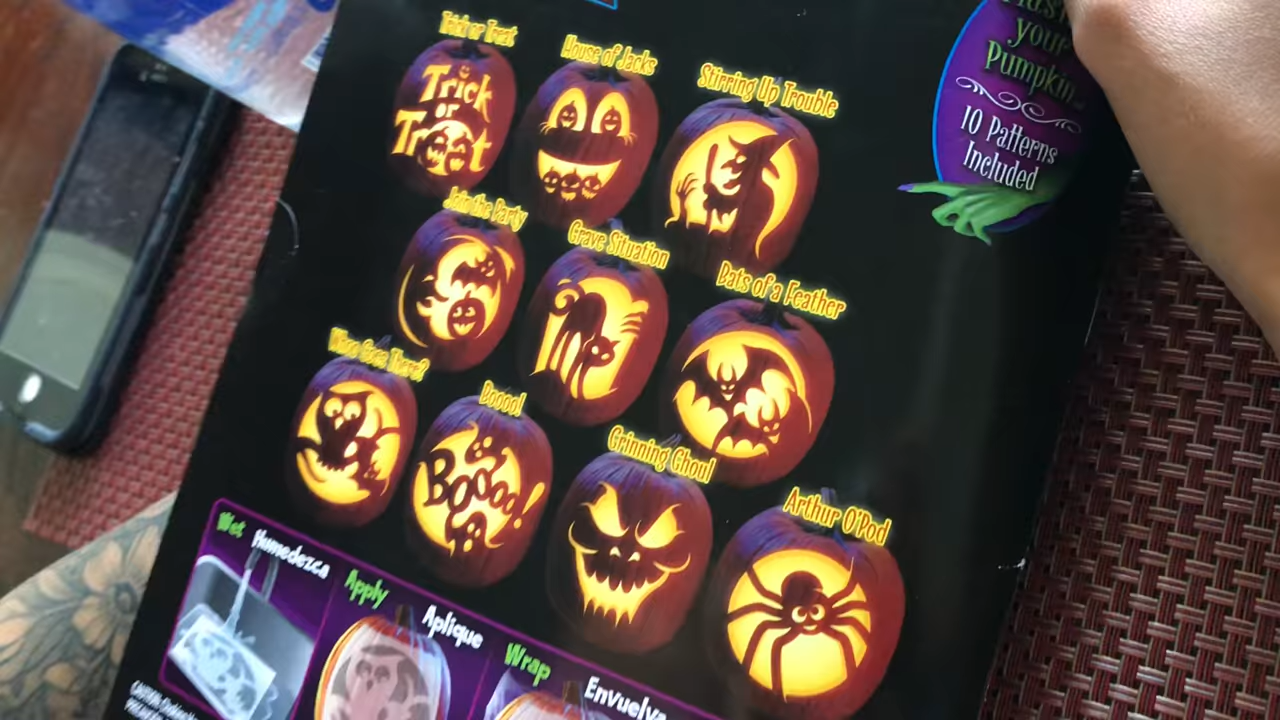 Trick or Treat
House of Jacks
Stirring Up Trouble
your
Pumpkin
10 Patterns
Included
Trick
or
Treat
Join the Party
Grave Situation
Bats of a Feather
Who Goes There?
Boooo!
Grinning Ghoul
Arthur O'Pod
Boooo!
Wet Humedezca
Apply Aplique
Wrap Envuelva